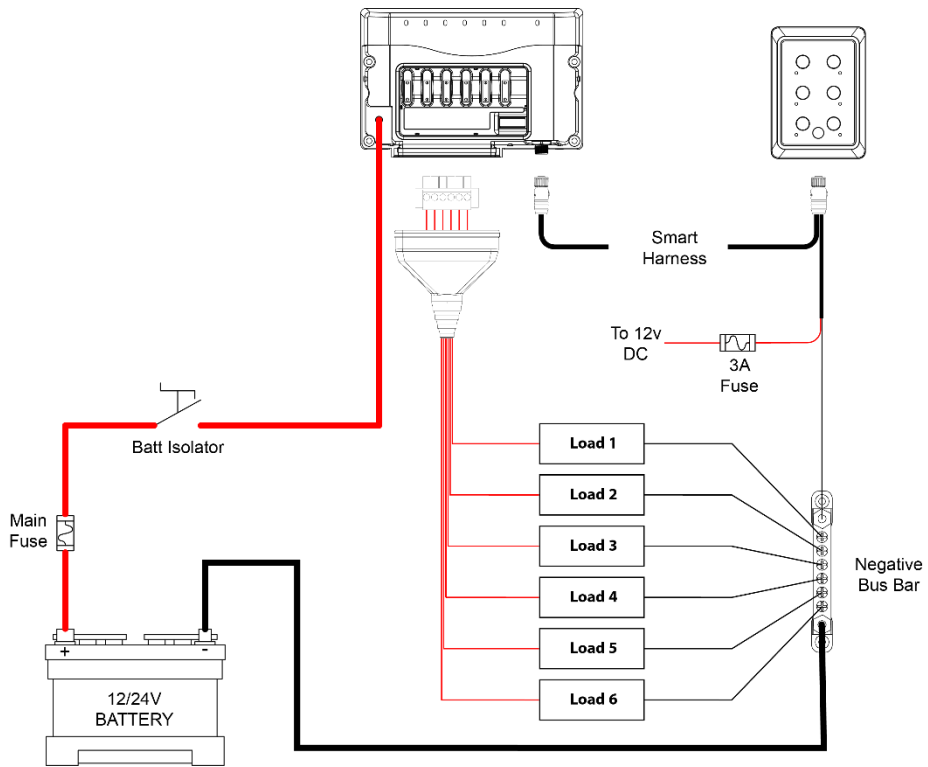 Smart
Harness
To 12v
DC
3A
Fuse
Batt Isolator
Load 1
Load 2
Main
Fuse
Load 3
Negative
Bus Bar
Load 4
Load 5
+
-
12/24V
BATTERY
Load 6